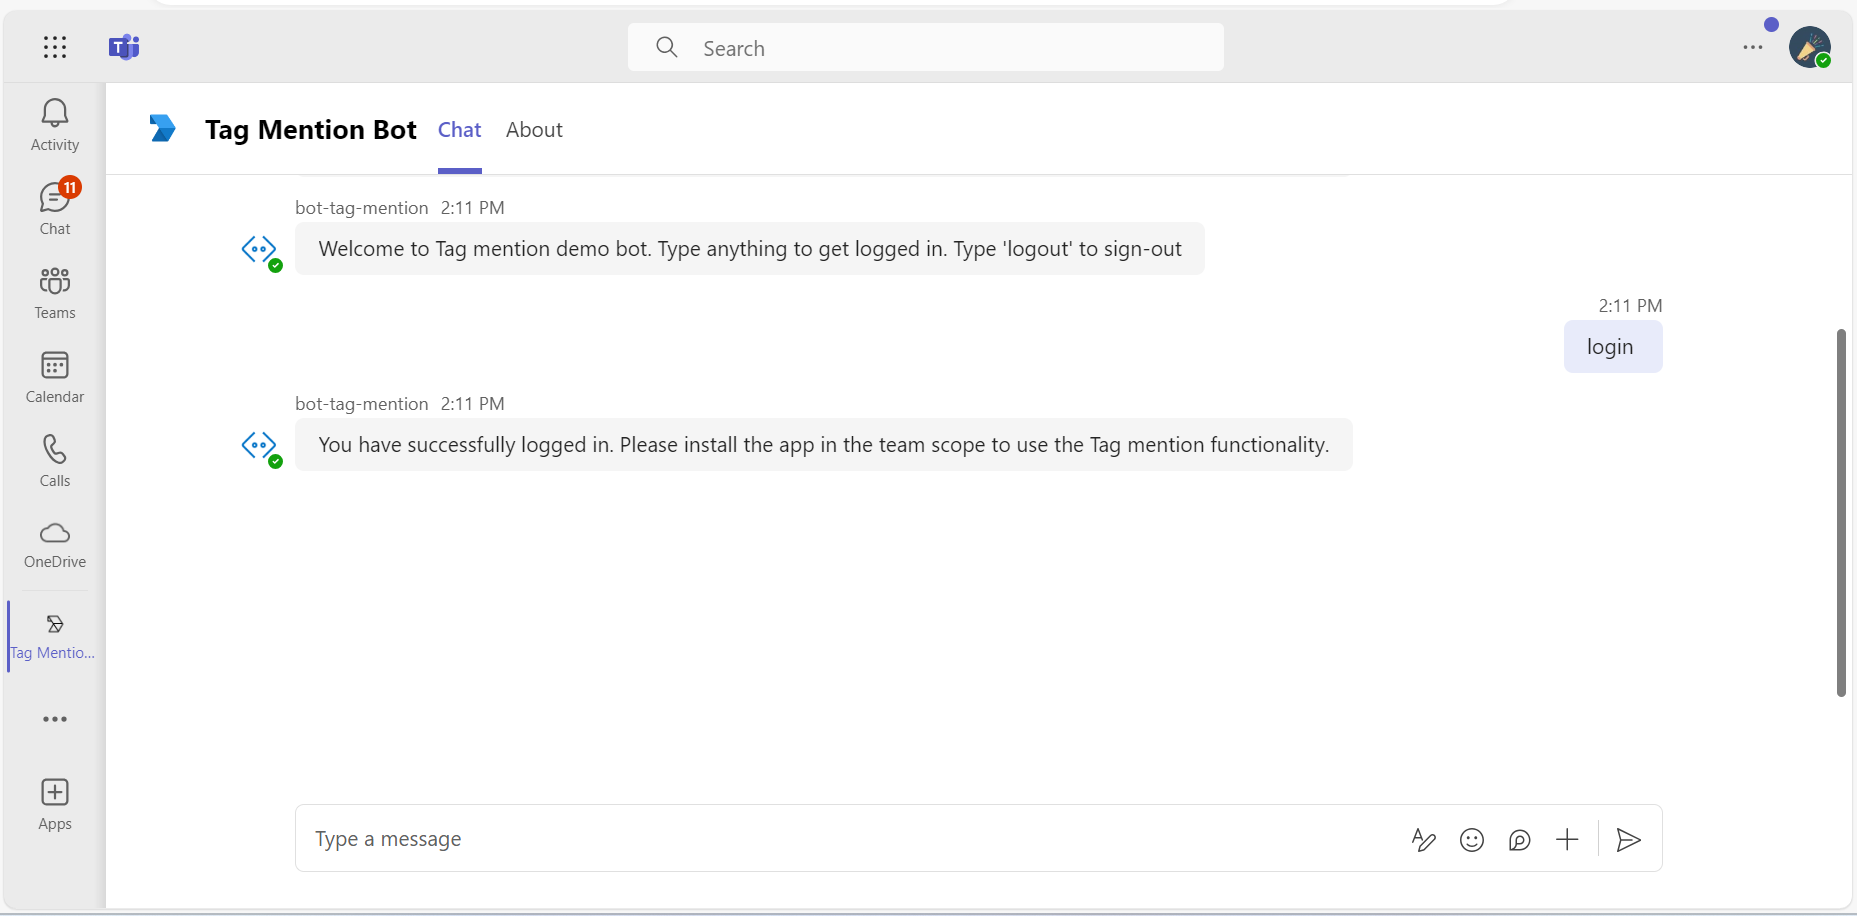 Search
Activity
11
Chat
Teams
Calendar
Calls
OneDrive
Tag Mentio...
Apps
Tag Mention Bot Chat About
bot-tag-mention 2:11 PM
Welcome to Tag mention demo bot. Type anything to get logged in. Type 'logout' to sign-out
2:11 PM
login
bot-tag-mention 2:11 PM
You have successfully logged in. Please install the app in the team scope to use the Tag mention functionality.
Type a message